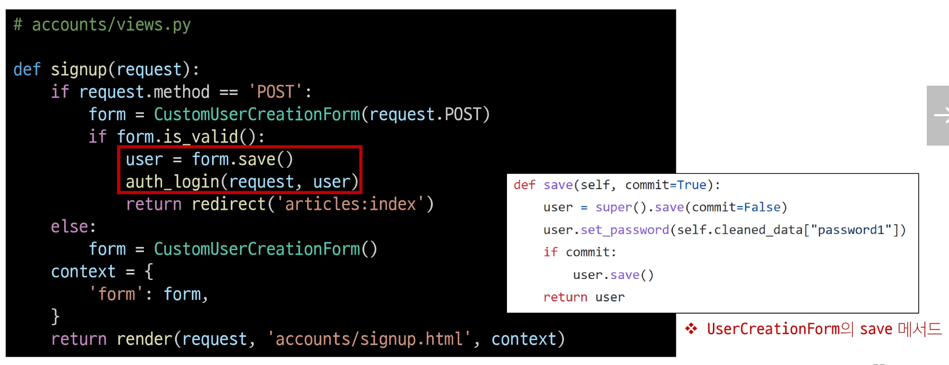 # accounts/views.py
def signup(request):
    if request.method == 'POST':
        form = CustomUserCreationForm(request.POST)
        if form.is_valid():
            user = form.save()
            auth_login(request, user)
            return redirect('articles:index')
    else:
        form = CustomUserCreationForm()
    context = {
        'form': form,
    }
    return render(request, 'accounts/signup.html', context)
def save(self, commit=True):
    user = super().save(commit=False)
    user.set_password(self.cleaned_data["password1"])
    if commit:
        user.save()
    return user
❖ UserCreationForm의 save 메서드